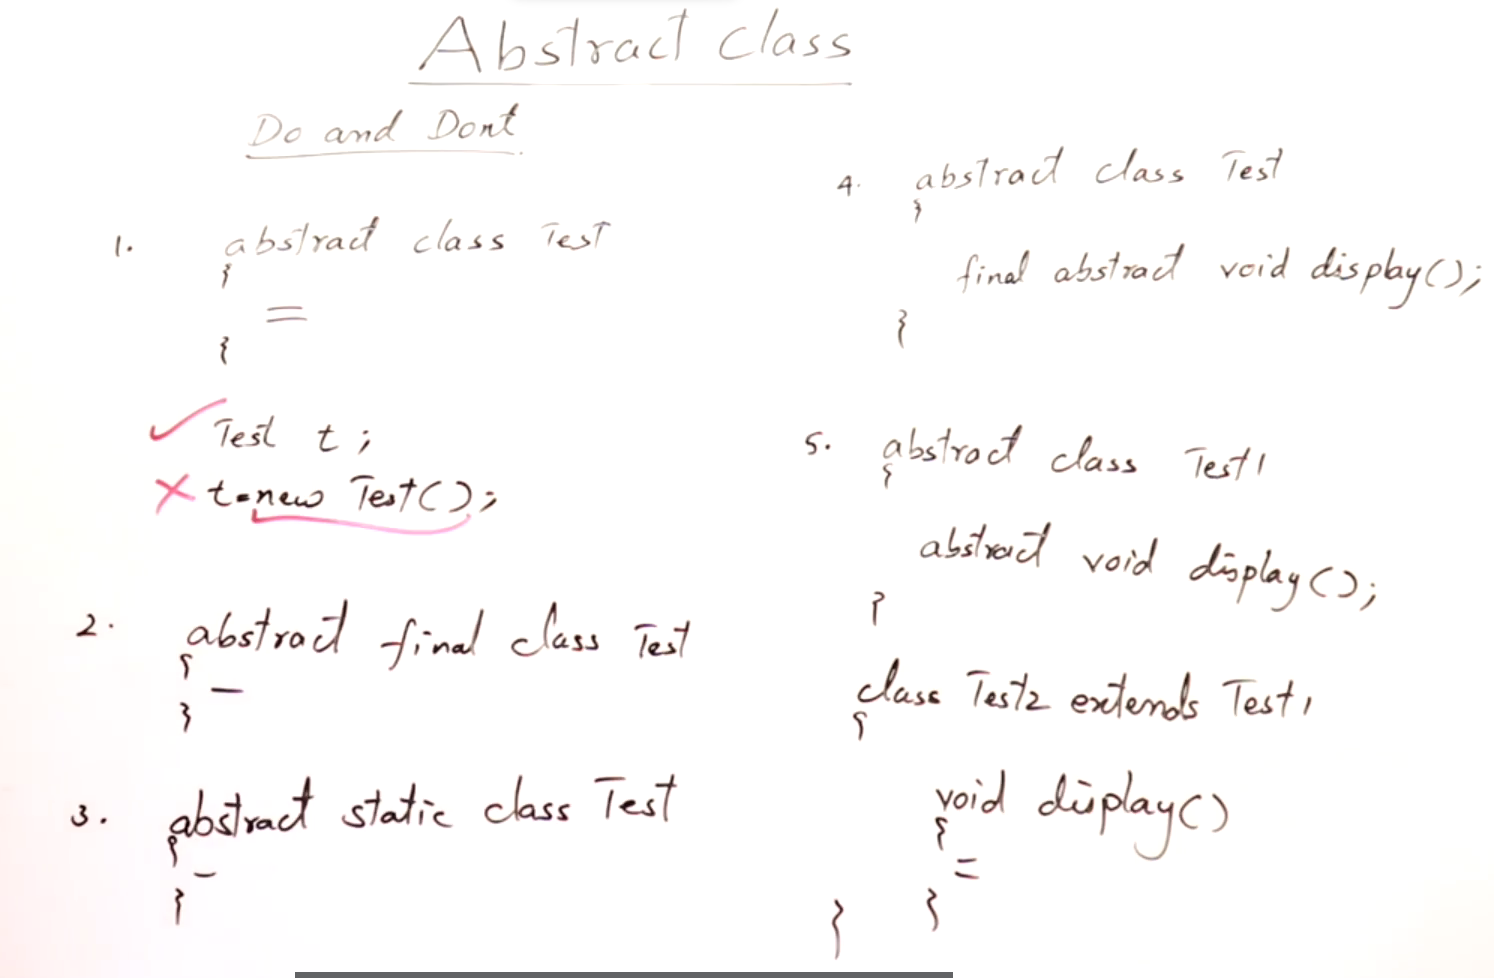 Abstract class
Do and Dont
1. abstract class Test
{
=
}
✓ Test t;
✗ t=new Test();
2. abstract final class Test
{
–
}
3. abstract static class Test
{
–
}
4. abstract class Test
{
final abstract void display();
}
5. abstract class Test1
{
abstract void display();
}
class Test2 extends Test1
{
void display()
{
=
}
}